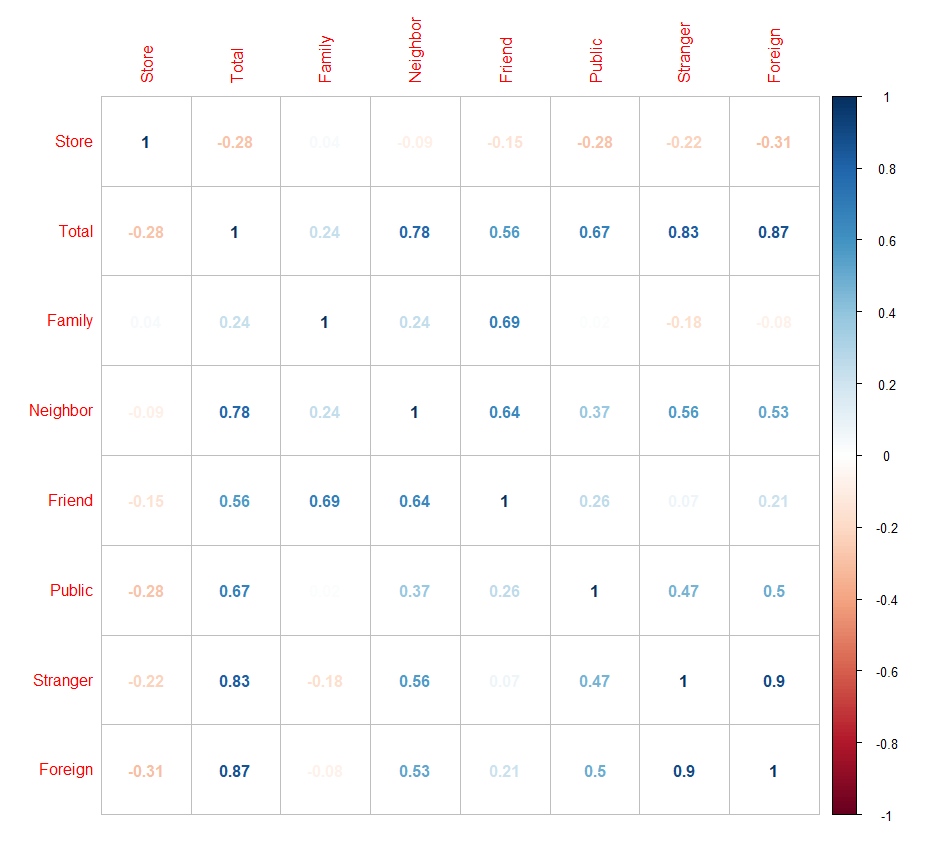 Store Total Family Neighbor Friend Public Stranger Foreign
Store 1 -0.28 0.04 -0.09 -0.15 -0.28 -0.22 -0.31
Total -0.28 1 0.24 0.78 0.56 0.67 0.83 0.87
Family 0.04 0.24 1 0.24 0.69 -0.18 -0.08
Neighbor -0.09 0.78 0.24 1 0.64 0.37 0.56 0.53
Friend -0.15 0.56 0.69 0.64 1 0.26 0.07 0.21
Public -0.28 0.67 0.37 0.26 1 0.47 0.5
Stranger -0.22 0.83 -0.18 0.56 0.07 0.47 1 0.9
Foreign -0.31 0.87 -0.08 0.53 0.21 0.5 0.9 1
1
0.8
0.6
0.4
0.2
0
-0.2
-0.4
-0.6
-0.8
-1